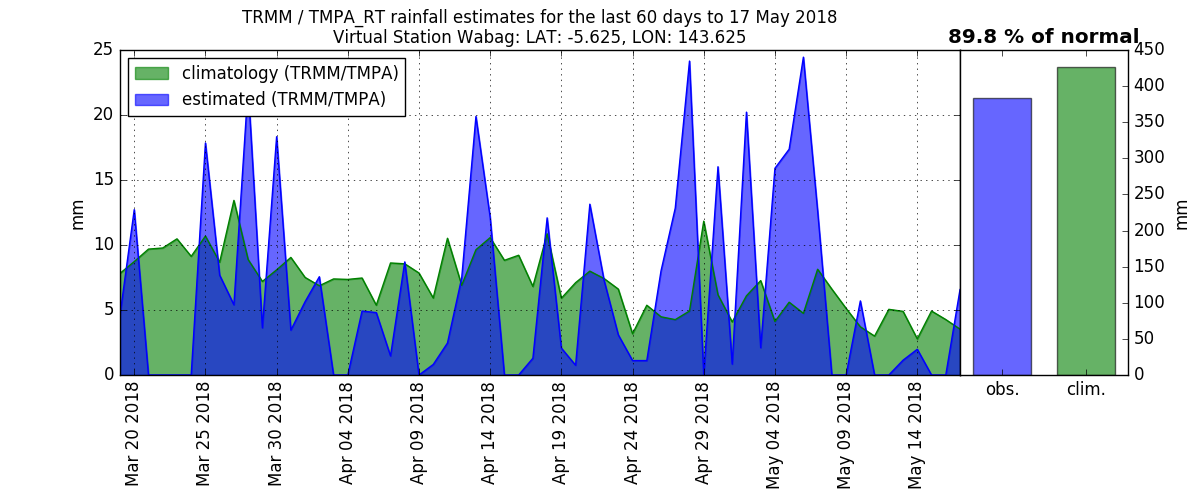 TRMM / TMPA_RT rainfall estimates for the last 60 days to 17 May 2018
Virtual Station Wabag: LAT: -5.625, LON: 143.625
89.8 % of normal
climatology (TRMM/TMPA)
estimated (TRMM/TMPA)
25
20
15
10
5
0
mm
450
400
350
300
250
200
150
100
50
0
mm
Mar 20 2018
Mar 25 2018
Mar 30 2018
Apr 04 2018
Apr 09 2018
Apr 14 2018
Apr 19 2018
Apr 24 2018
Apr 29 2018
May 04 2018
May 09 2018
May 14 2018
obs.
clim.